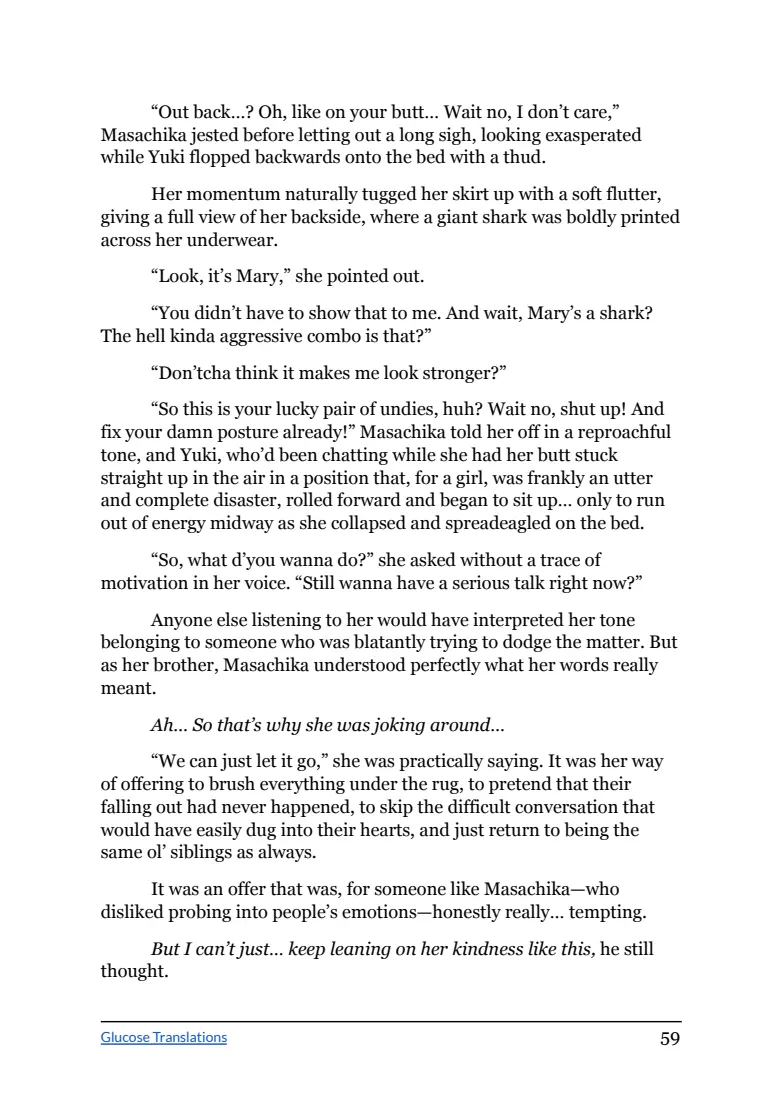 “Out back…? Oh, like on your butt… Wait no, I don’t care,”
Masachika jested before letting out a long sigh, looking exasperated
while Yuki flopped backwards onto the bed with a thud.
Her momentum naturally tugged her skirt up with a soft flutter,
giving a full view of her backside, where a giant shark was boldly printed
across her underwear.
“Look, it’s Mary,” she pointed out.
“You didn’t have to show that to me. And wait, Mary’s a shark?
The hell kinda aggressive combo is that?”
“Don’tcha think it makes me look stronger?”
“So this is your lucky pair of undies, huh? Wait no, shut up! And
fix your damn posture already!” Masachika told her off in a reproachful
tone, and Yuki, who’d been chatting while she had her butt stuck
straight up in the air in a position that, for a girl, was frankly an utter
and complete disaster, rolled forward and began to sit up… only to run
out of energy midway as she collapsed and spreadeagled on the bed.
“So, what d’you wanna do?” she asked without a trace of
motivation in her voice. “Still wanna have a serious talk right now?”
Anyone else listening to her would have interpreted her tone
belonging to someone who was blatantly trying to dodge the matter. But
as her brother, Masachika understood perfectly what her words really
meant.
Ah… So that’s why she was joking around…
“We can just let it go,” she was practically saying. It was her way
of offering to brush everything under the rug, to pretend that their
falling out had never happened, to skip the difficult conversation that
would have easily dug into their hearts, and just return to being the
same ol’ siblings as always.
It was an offer that was, for someone like Masachika—who
disliked probing into people’s emotions—honestly really… tempting.
But I can’t just… keep leaning on her kindness like this, he still
thought.
Glucose Translations
59